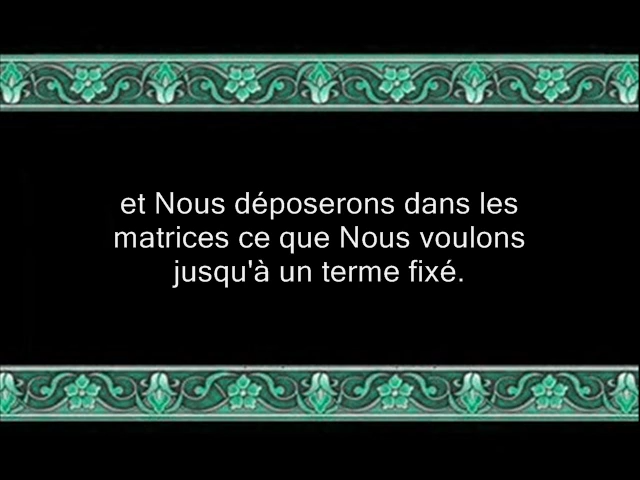 et Nous déposerons dans les
matrices ce que Nous voulons
jusqu'à un terme fixé.